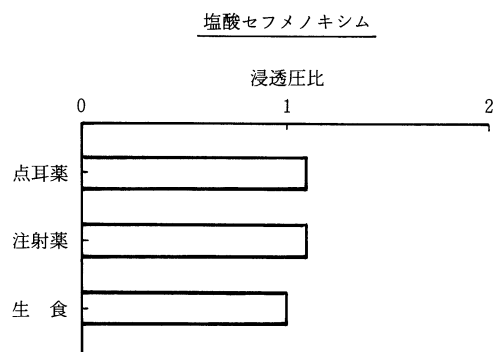 塩酸セフメノキシム
浸透圧比
0 1 2
点耳薬
注射薬
生 食